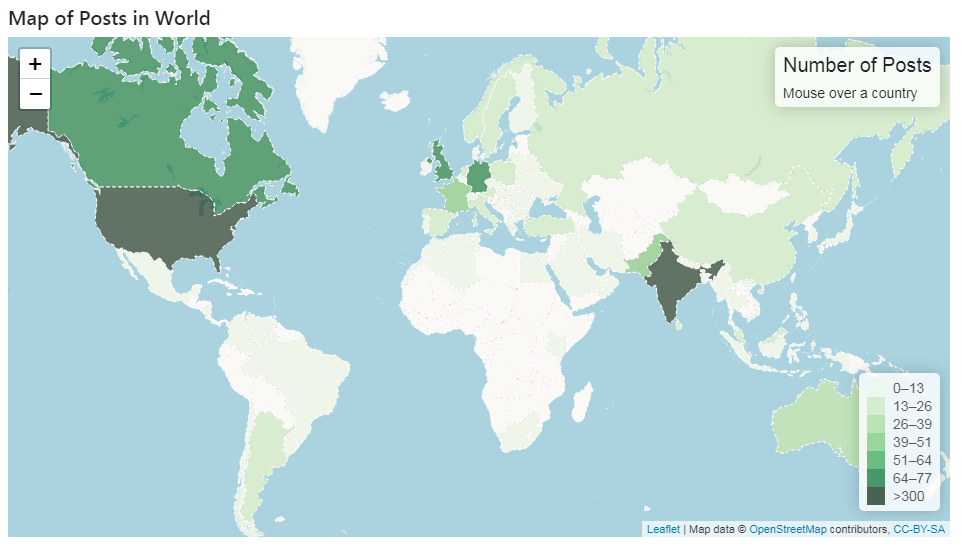 Map of Posts in World
+
−
Number of Posts
Mouse over a country
0–13
13–26
26–39
39–51
51–64
64–77
>300
Leaflet | Map data © OpenStreetMap contributors, CC-BY-SA